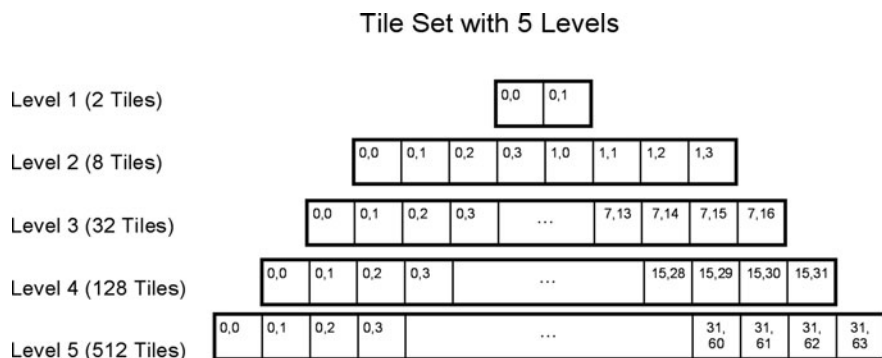 Tile Set with 5 Levels
Level 1 (2 Tiles)
0,0 0,1
Level 2 (8 Tiles)
0,0 0,1 0,2 0,3 1,0 1,1 1,2 1,3
Level 3 (32 Tiles)
0,0 0,1 0,2 0,3 ... 7,13 7,14 7,15 7,16
Level 4 (128 Tiles)
0,0 0,1 0,2 0,3 ... 15,28 15,29 15,30 15,31
Level 5 (512 Tiles)
0,0 0,1 0,2 0,3 ... 31, 60 31, 61 31, 62 31, 63